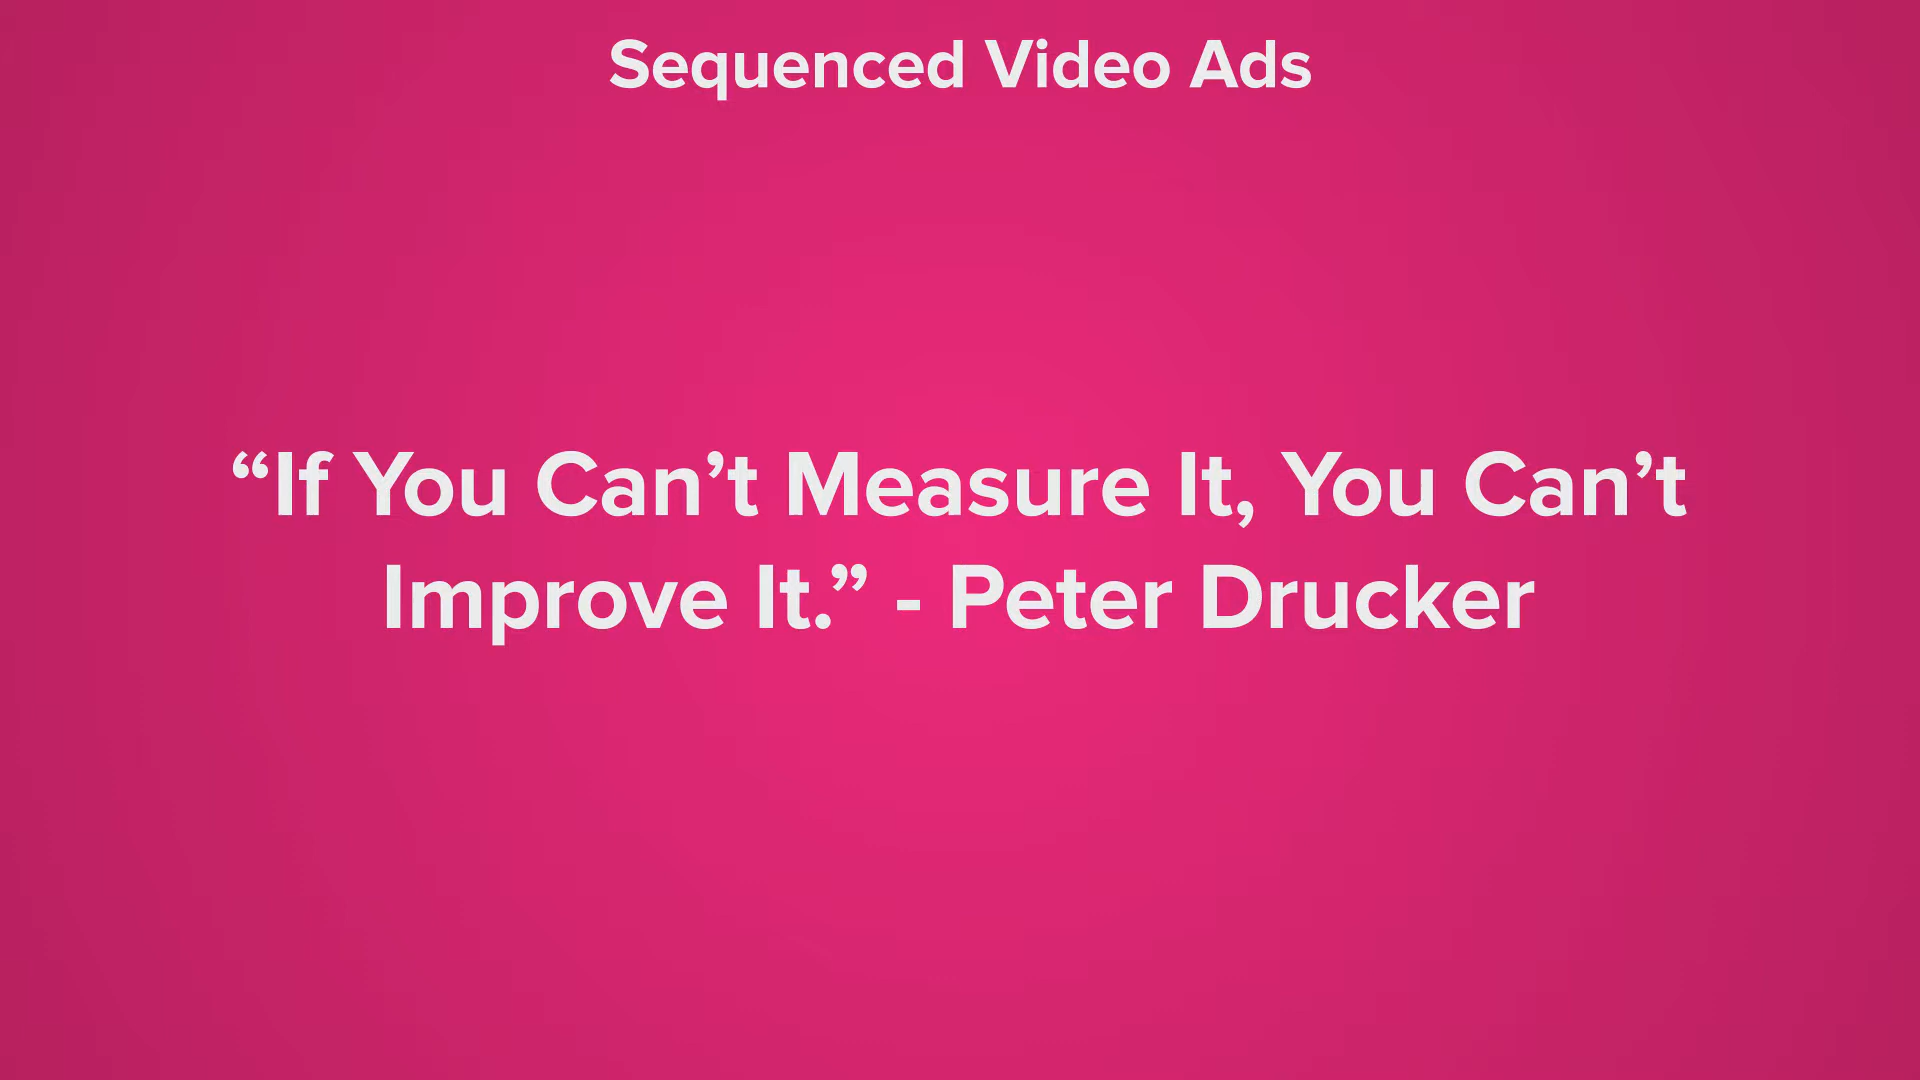 Sequenced Video Ads
“If You Can’t Measure It, You Can’t
Improve It.” - Peter Drucker